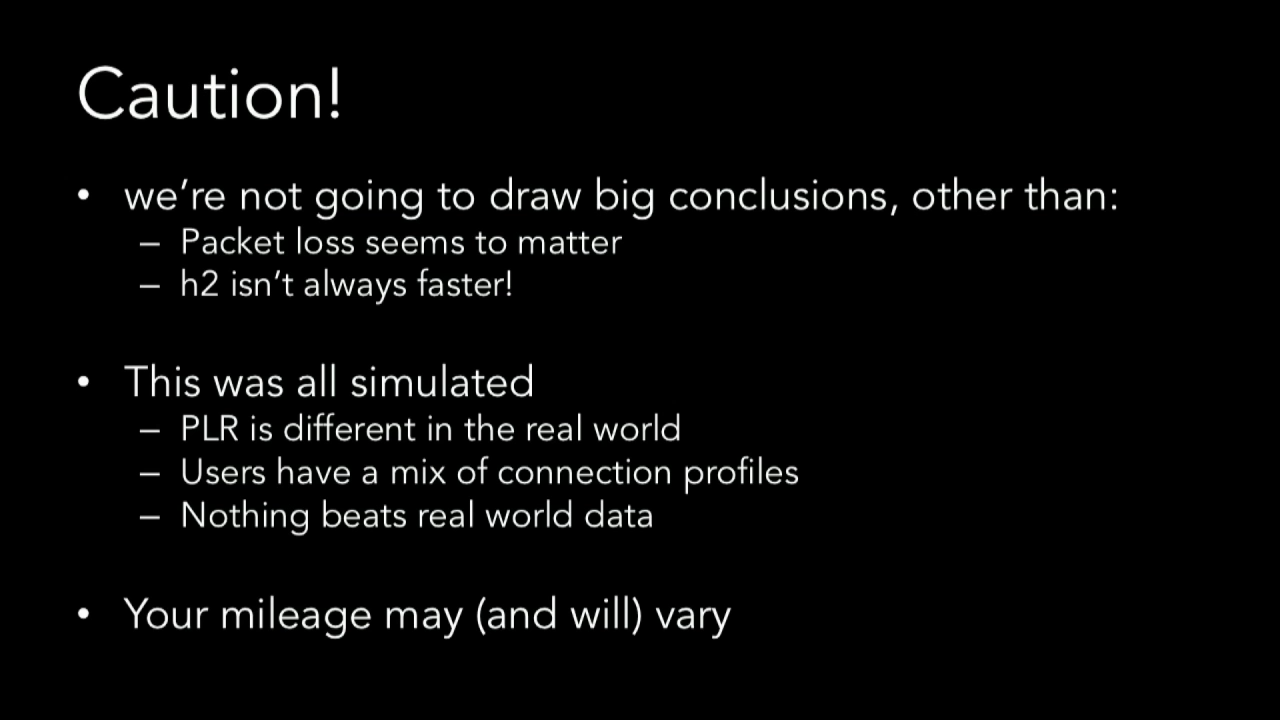 Caution!
• we’re not going to draw big conclusions, other than:
– Packet loss seems to matter
– h2 isn’t always faster!
• This was all simulated
– PLR is different in the real world
– Users have a mix of connection profiles
– Nothing beats real world data
• Your mileage may (and will) vary